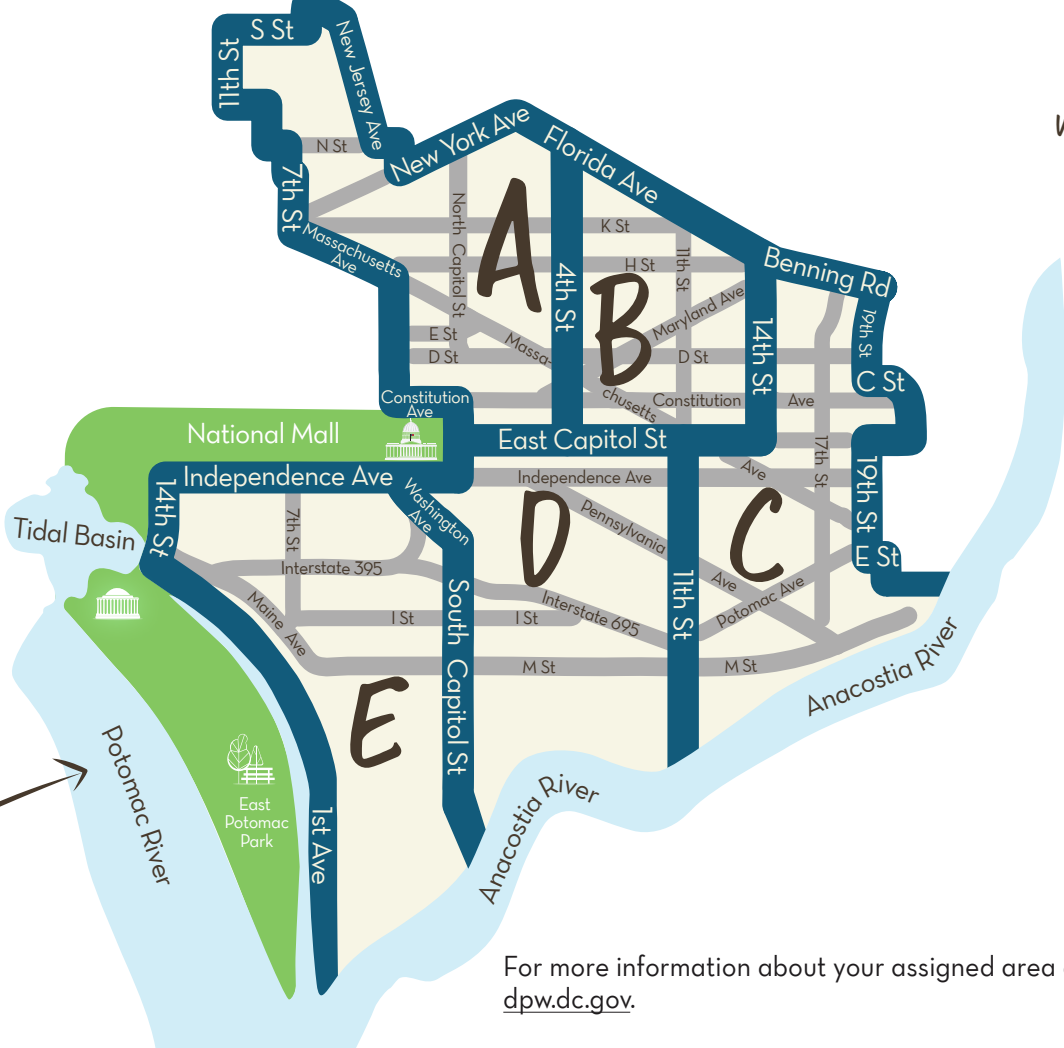 S St
11th St
New Jersey Ave
New York Ave
Florida Ave
N St
7th St
North Capitol St
A
K St
Massachusetts
Ave
4th St
H St
11th St
Benning Rd
B
Maryland Ave
19th St
E St
D St
Massa-
chusetts
D St
14th St
C St
Constitution
Ave
Constitution Ave
National Mall
East Capitol St
17th St
Independence Ave
Independence Ave
Ave
19th St
14th St
Washington
Ave
D
C
Pennsylvania
Ave
Tidal Basin
7th St
Interstate 395
E St
South Capitol St
11th St
Potomac Ave
Maine Ave
I St
I St
Interstate 695
M St
M St
Anacostia River
E
Potomac River
East
Potomac
Park
1st Ave
Anacostia River
For more information about your assigned area
dpw.dc.gov.